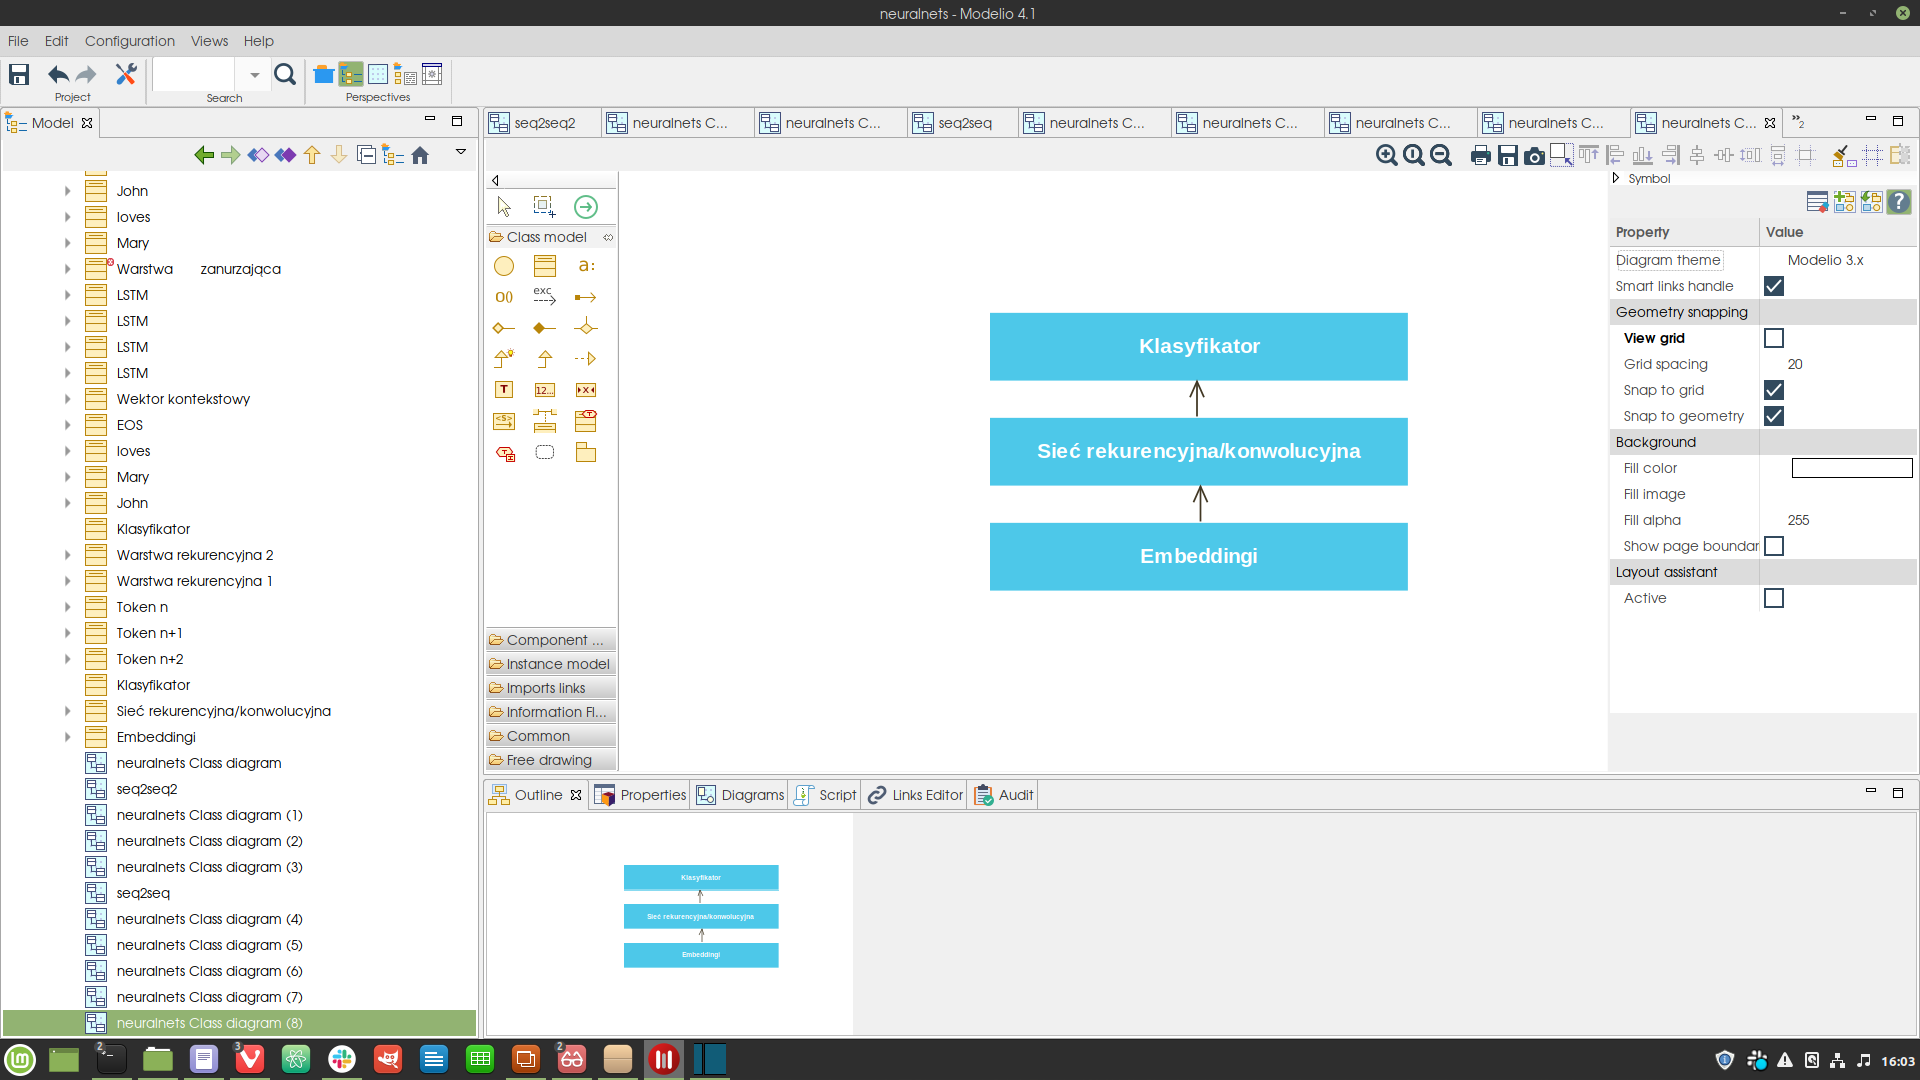 neuralnets - Modelio 4.1
File Edit Configuration Views Help
Project Search Perspectives
Model
seq2seq2 neuralnets C... neuralnets C... seq2seq neuralnets C... neuralnets C... neuralnets C... neuralnets C... neuralnets C... »2
John
loves
Mary
Warstwa zanurzająca
LSTM
LSTM
LSTM
LSTM
Wektor kontekstowy
EOS
loves
Mary
John
Klasyfikator
Warstwa rekurencyjna 2
Warstwa rekurencyjna 1
Token n
Token n+1
Token n+2
Klasyfikator
Sieć rekurencyjna/konwolucyjna
Embeddingi
neuralnets Class diagram
seq2seq2
neuralnets Class diagram (1)
neuralnets Class diagram (2)
neuralnets Class diagram (3)
seq2seq
neuralnets Class diagram (4)
neuralnets Class diagram (5)
neuralnets Class diagram (6)
neuralnets Class diagram (7)
neuralnets Class diagram (8)
Class model
a:
O()
exc
T
12...
X
<S>
Component ...
Instance model
Imports links
Information Fl...
Common
Free drawing
Klasyfikator
Sieć rekurencyjna/konwolucyjna
Embeddingi
Symbol
?
Property Value
Diagram theme Modelio 3.x
Smart links handle
Geometry snapping
View grid
Grid spacing 20
Snap to grid
Snap to geometry
Background
Fill color
Fill image
Fill alpha 255
Show page boundar
Layout assistant
Active
Outline Properties Diagrams Script Links Editor Audit
Klasyfikator
Sieć rekurencyjna/konwolucyjna
Embeddingi
2 3 2 16:03